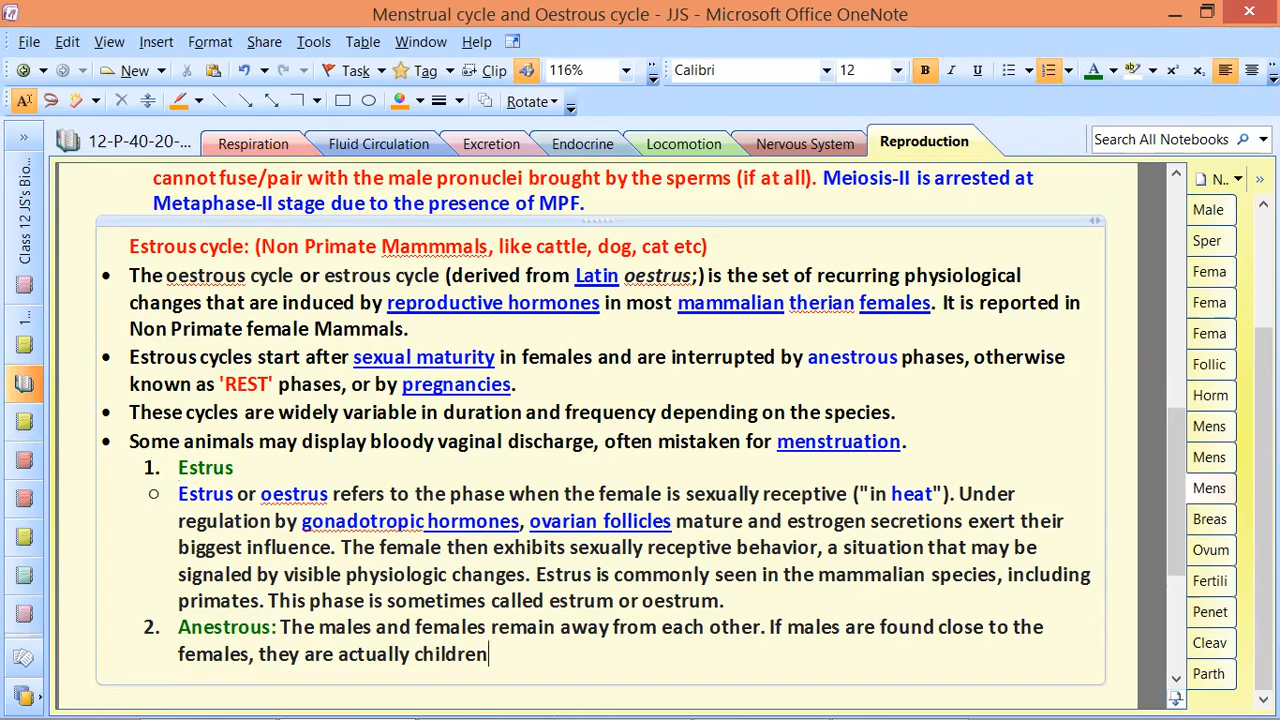 Menstrual cycle and Oestrous cycle - JJS - Microsoft Office OneNote
File Edit View Insert Format Share Tools Table Window Help
New Task Tag Clip 116% Calibri 12 B I U A ab x² x₁
A Rotate
12-P-40-20-... Respiration Fluid Circulation Excretion Endocrine Locomotion Nervous System Reproduction Search All Notebooks
Class 12 JJS's Bio...
1...
cannot fuse/pair with the male pronuclei brought by the sperms (if at all). Meiosis-II is arrested at
Metaphase-II stage due to the presence of MPF.
Estrous cycle: (Non Primate Mammmals, like cattle, dog, cat etc)
• The oestrous cycle or estrous cycle (derived from Latin oestrus;) is the set of recurring physiological
changes that are induced by reproductive hormones in most mammalian therian females. It is reported in
Non Primate female Mammals.
• Estrous cycles start after sexual maturity in females and are interrupted by anestrous phases, otherwise
known as 'REST' phases, or by pregnancies.
• These cycles are widely variable in duration and frequency depending on the species.
• Some animals may display bloody vaginal discharge, often mistaken for menstruation.
1. Estrus
○ Estrus or oestrus refers to the phase when the female is sexually receptive ("in heat"). Under
regulation by gonadotropic hormones, ovarian follicles mature and estrogen secretions exert their
biggest influence. The female then exhibits sexually receptive behavior, a situation that may be
signaled by visible physiologic changes. Estrus is commonly seen in the mammalian species, including
primates. This phase is sometimes called estrum or oestrum.
2. Anestrous: The males and females remain away from each other. If males are found close to the
females, they are actually children
N...
Male
Sper
Fema
Fema
Fema
Follic
Horm
Mens
Mens
Mens
Breas
Ovum
Fertili
Penet
Cleav
Parth